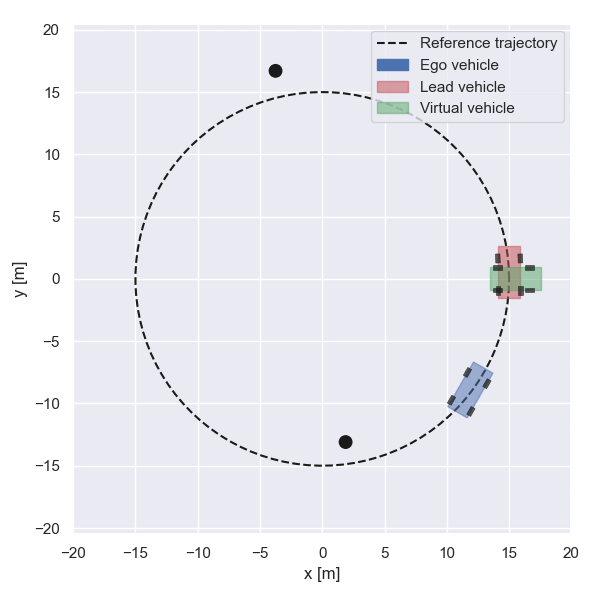 20
15
10
5
0
−5
−10
−15
−20
y [m]
Reference trajectory
Ego vehicle
Lead vehicle
Virtual vehicle
−20 −15 −10 −5 0 5 10 15 20
x [m]